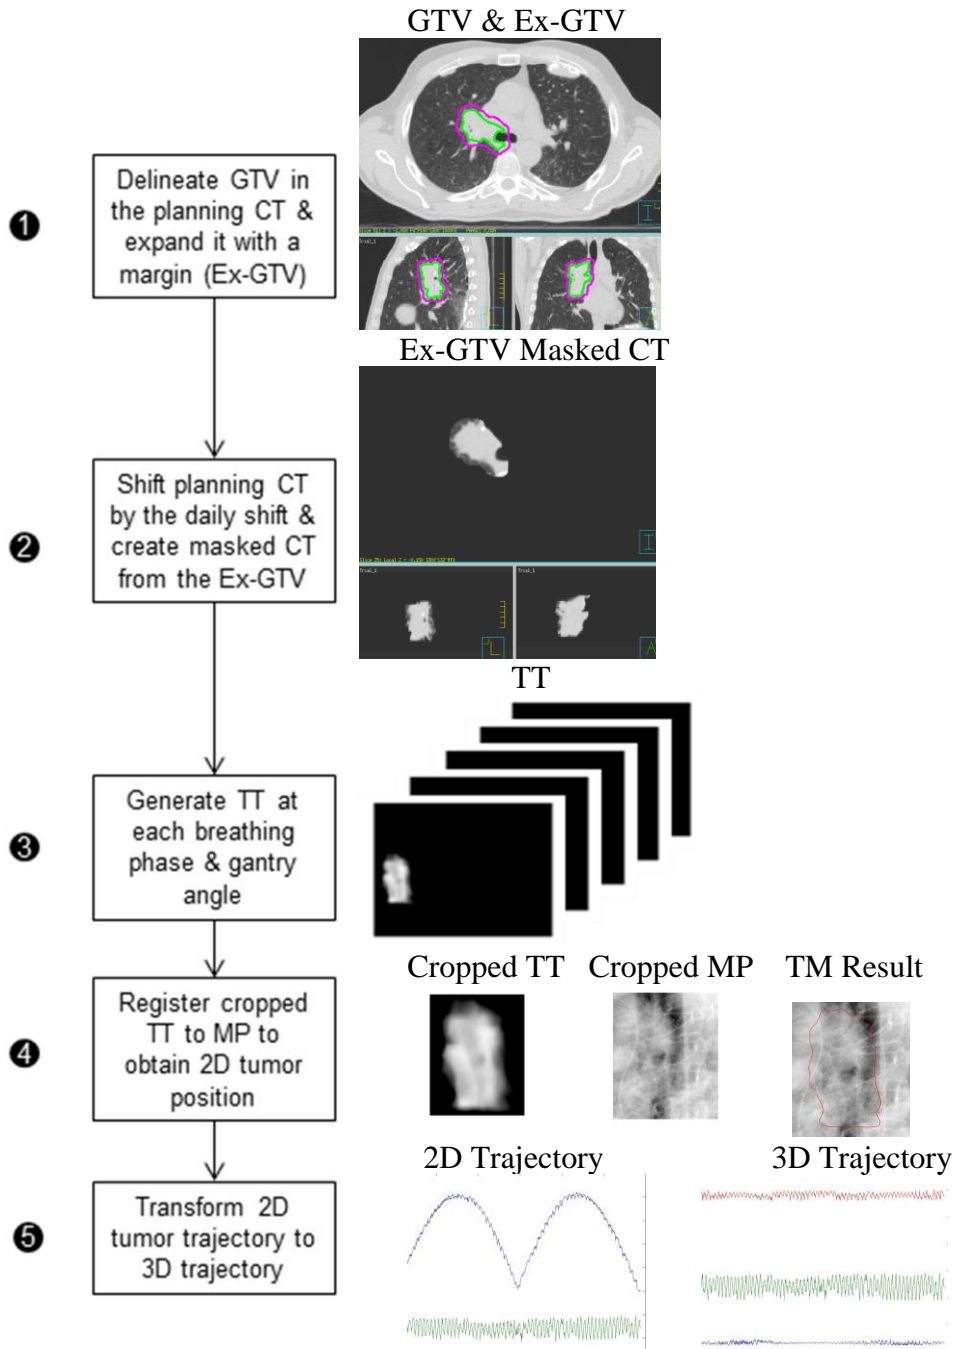 GTV & Ex-GTV
❶
Delineate GTV in
the planning CT &
expand it with a
margin (Ex-GTV)
Trial_1
I
L
A
Ex-GTV Masked CT
❷
Shift planning CT
by the daily shift &
create masked CT
from the Ex-GTV
I
Trial_1
Trial_1
L
A
TT
❸
Generate TT at
each breathing
phase & gantry
angle
Cropped TT Cropped MP TM Result
❹
Register cropped
TT to MP to
obtain 2D tumor
position
2D Trajectory 3D Trajectory
❺
Transform 2D
tumor trajectory to
3D trajectory